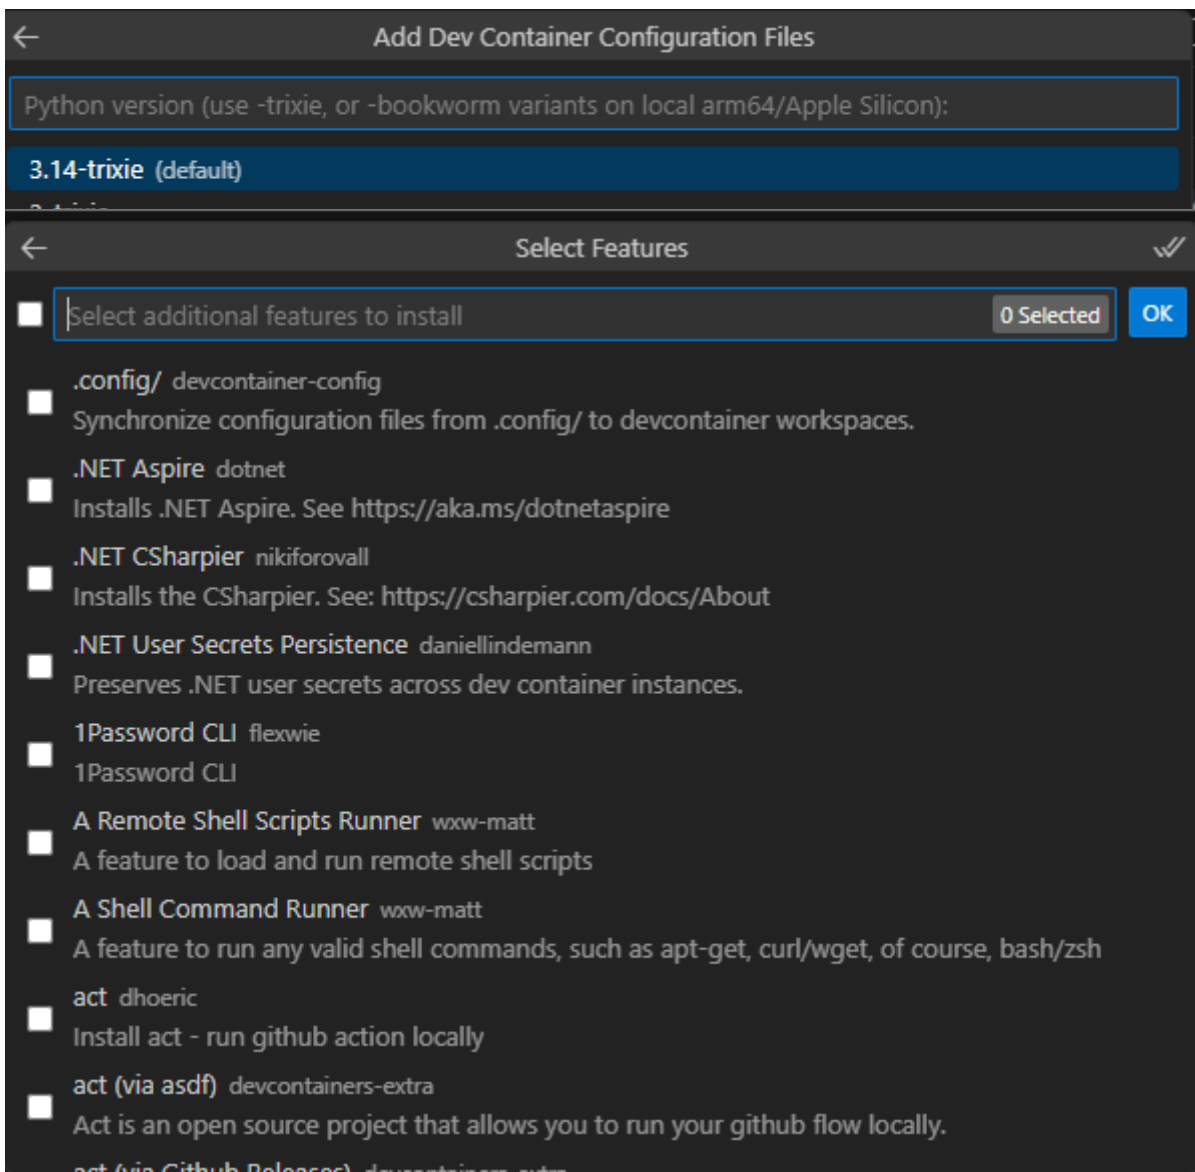 Add Dev Container Configuration Files
Python version (use -trixie, or -bookworm variants on local arm64/Apple Silicon):
3.14-trixie (default)
Select Features
Select additional features to install 0 Selected OK
.config/ devcontainer-config
Synchronize configuration files from .config/ to devcontainer workspaces.
.NET Aspire dotnet
Installs .NET Aspire. See https://aka.ms/dotnetaspire
.NET CSharpier nikiforovall
Installs the CSharpier. See: https://csharpier.com/docs/About
.NET User Secrets Persistence daniellindemann
Preserves .NET user secrets across dev container instances.
1Password CLI flexwie
1Password CLI
A Remote Shell Scripts Runner wxw-matt
A feature to load and run remote shell scripts
A Shell Command Runner wxw-matt
A feature to run any valid shell commands, such as apt-get, curl/wget, of course, bash/zsh
act dhoeric
Install act - run github action locally
act (via asdf) devcontainers-extra
Act is an open source project that allows you to run your github flow locally.
act (via Github Releases) devcontainers-extra